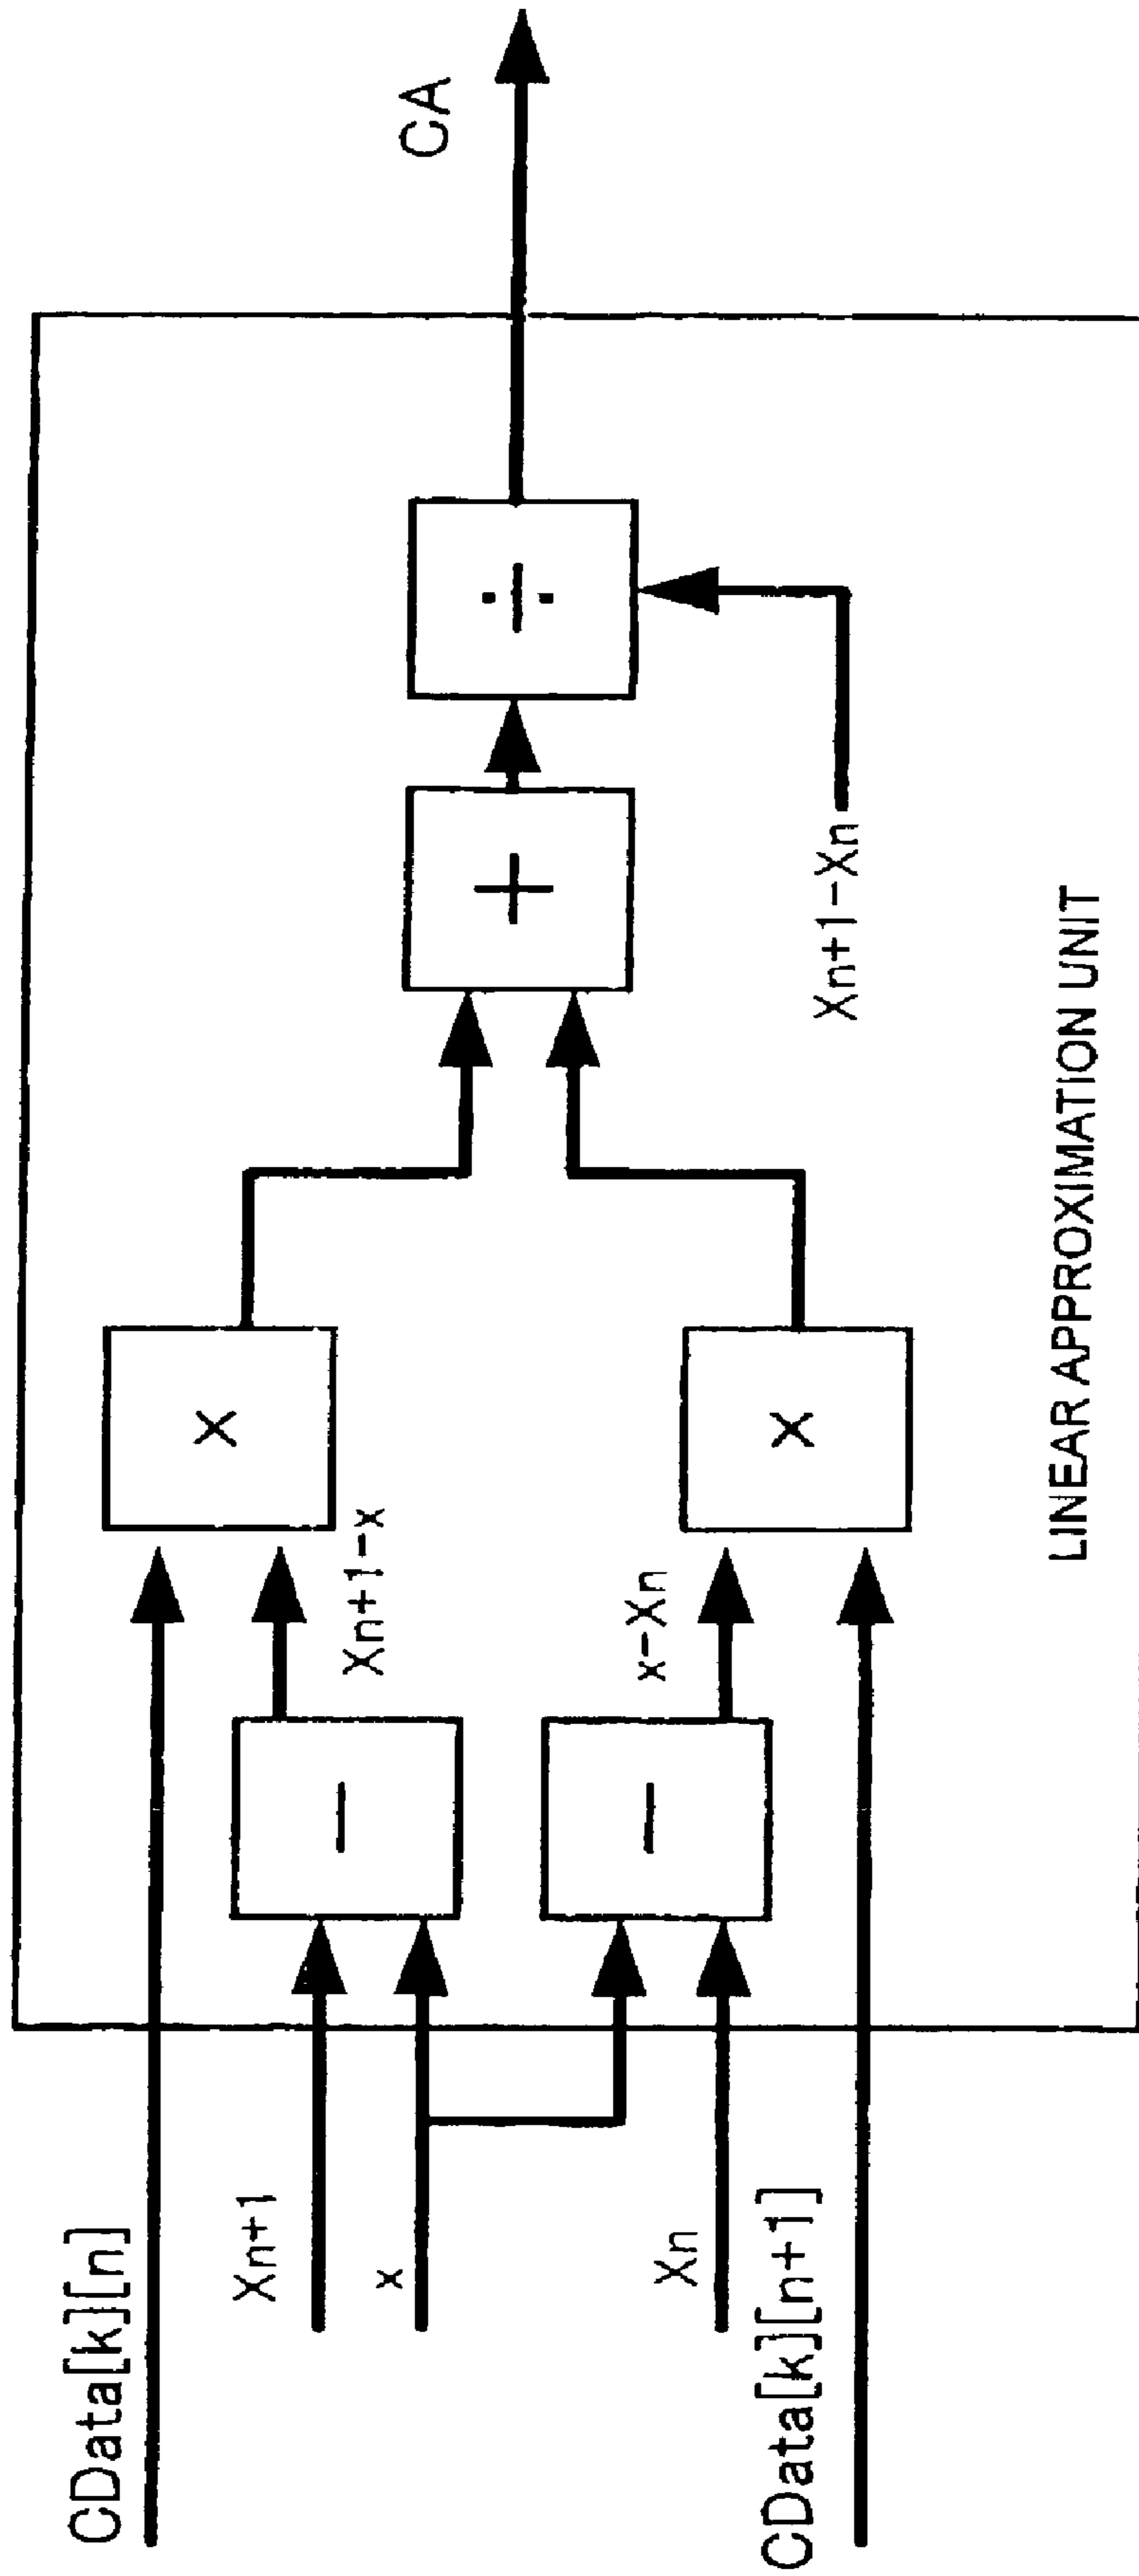 CData[k][n]
Xn+1
x
Xn
CData[k][n+1]
−
−
Xn+1-x
x-Xn
×
×
+
÷
Xn+1-Xn
CA
LINEAR APPROXIMATION UNIT